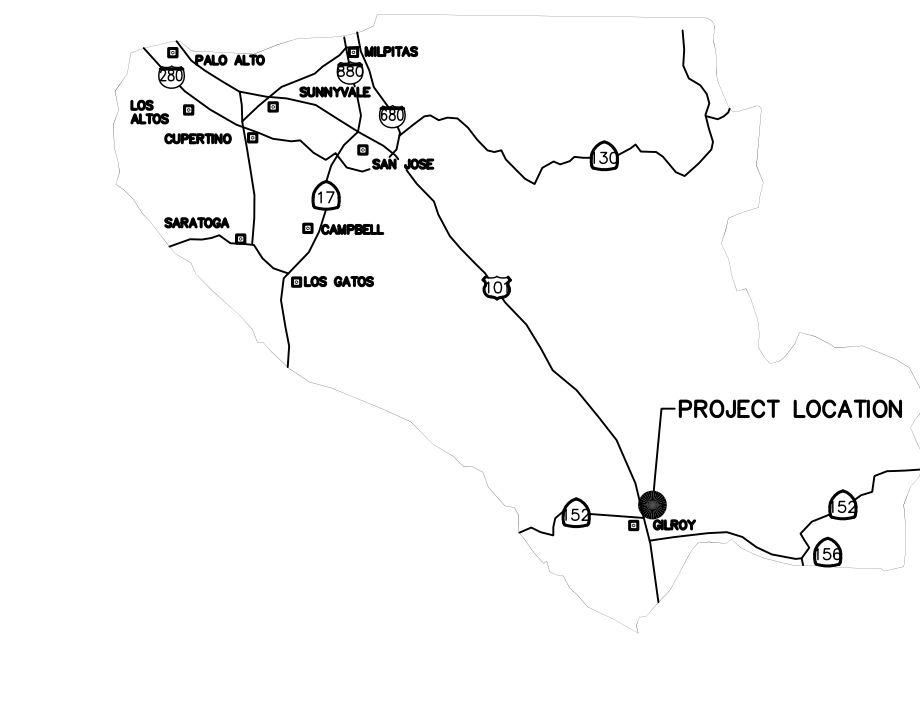 MILPITAS
PALO ALTO
280
880
SUNNYVALE
LOS
ALTOS
680
CUPERTINO
130
SAN JOSE
17
SARATOGA
CAMPBELL
LOS GATOS
101
PROJECT LOCATION
152
152
GILROY
156